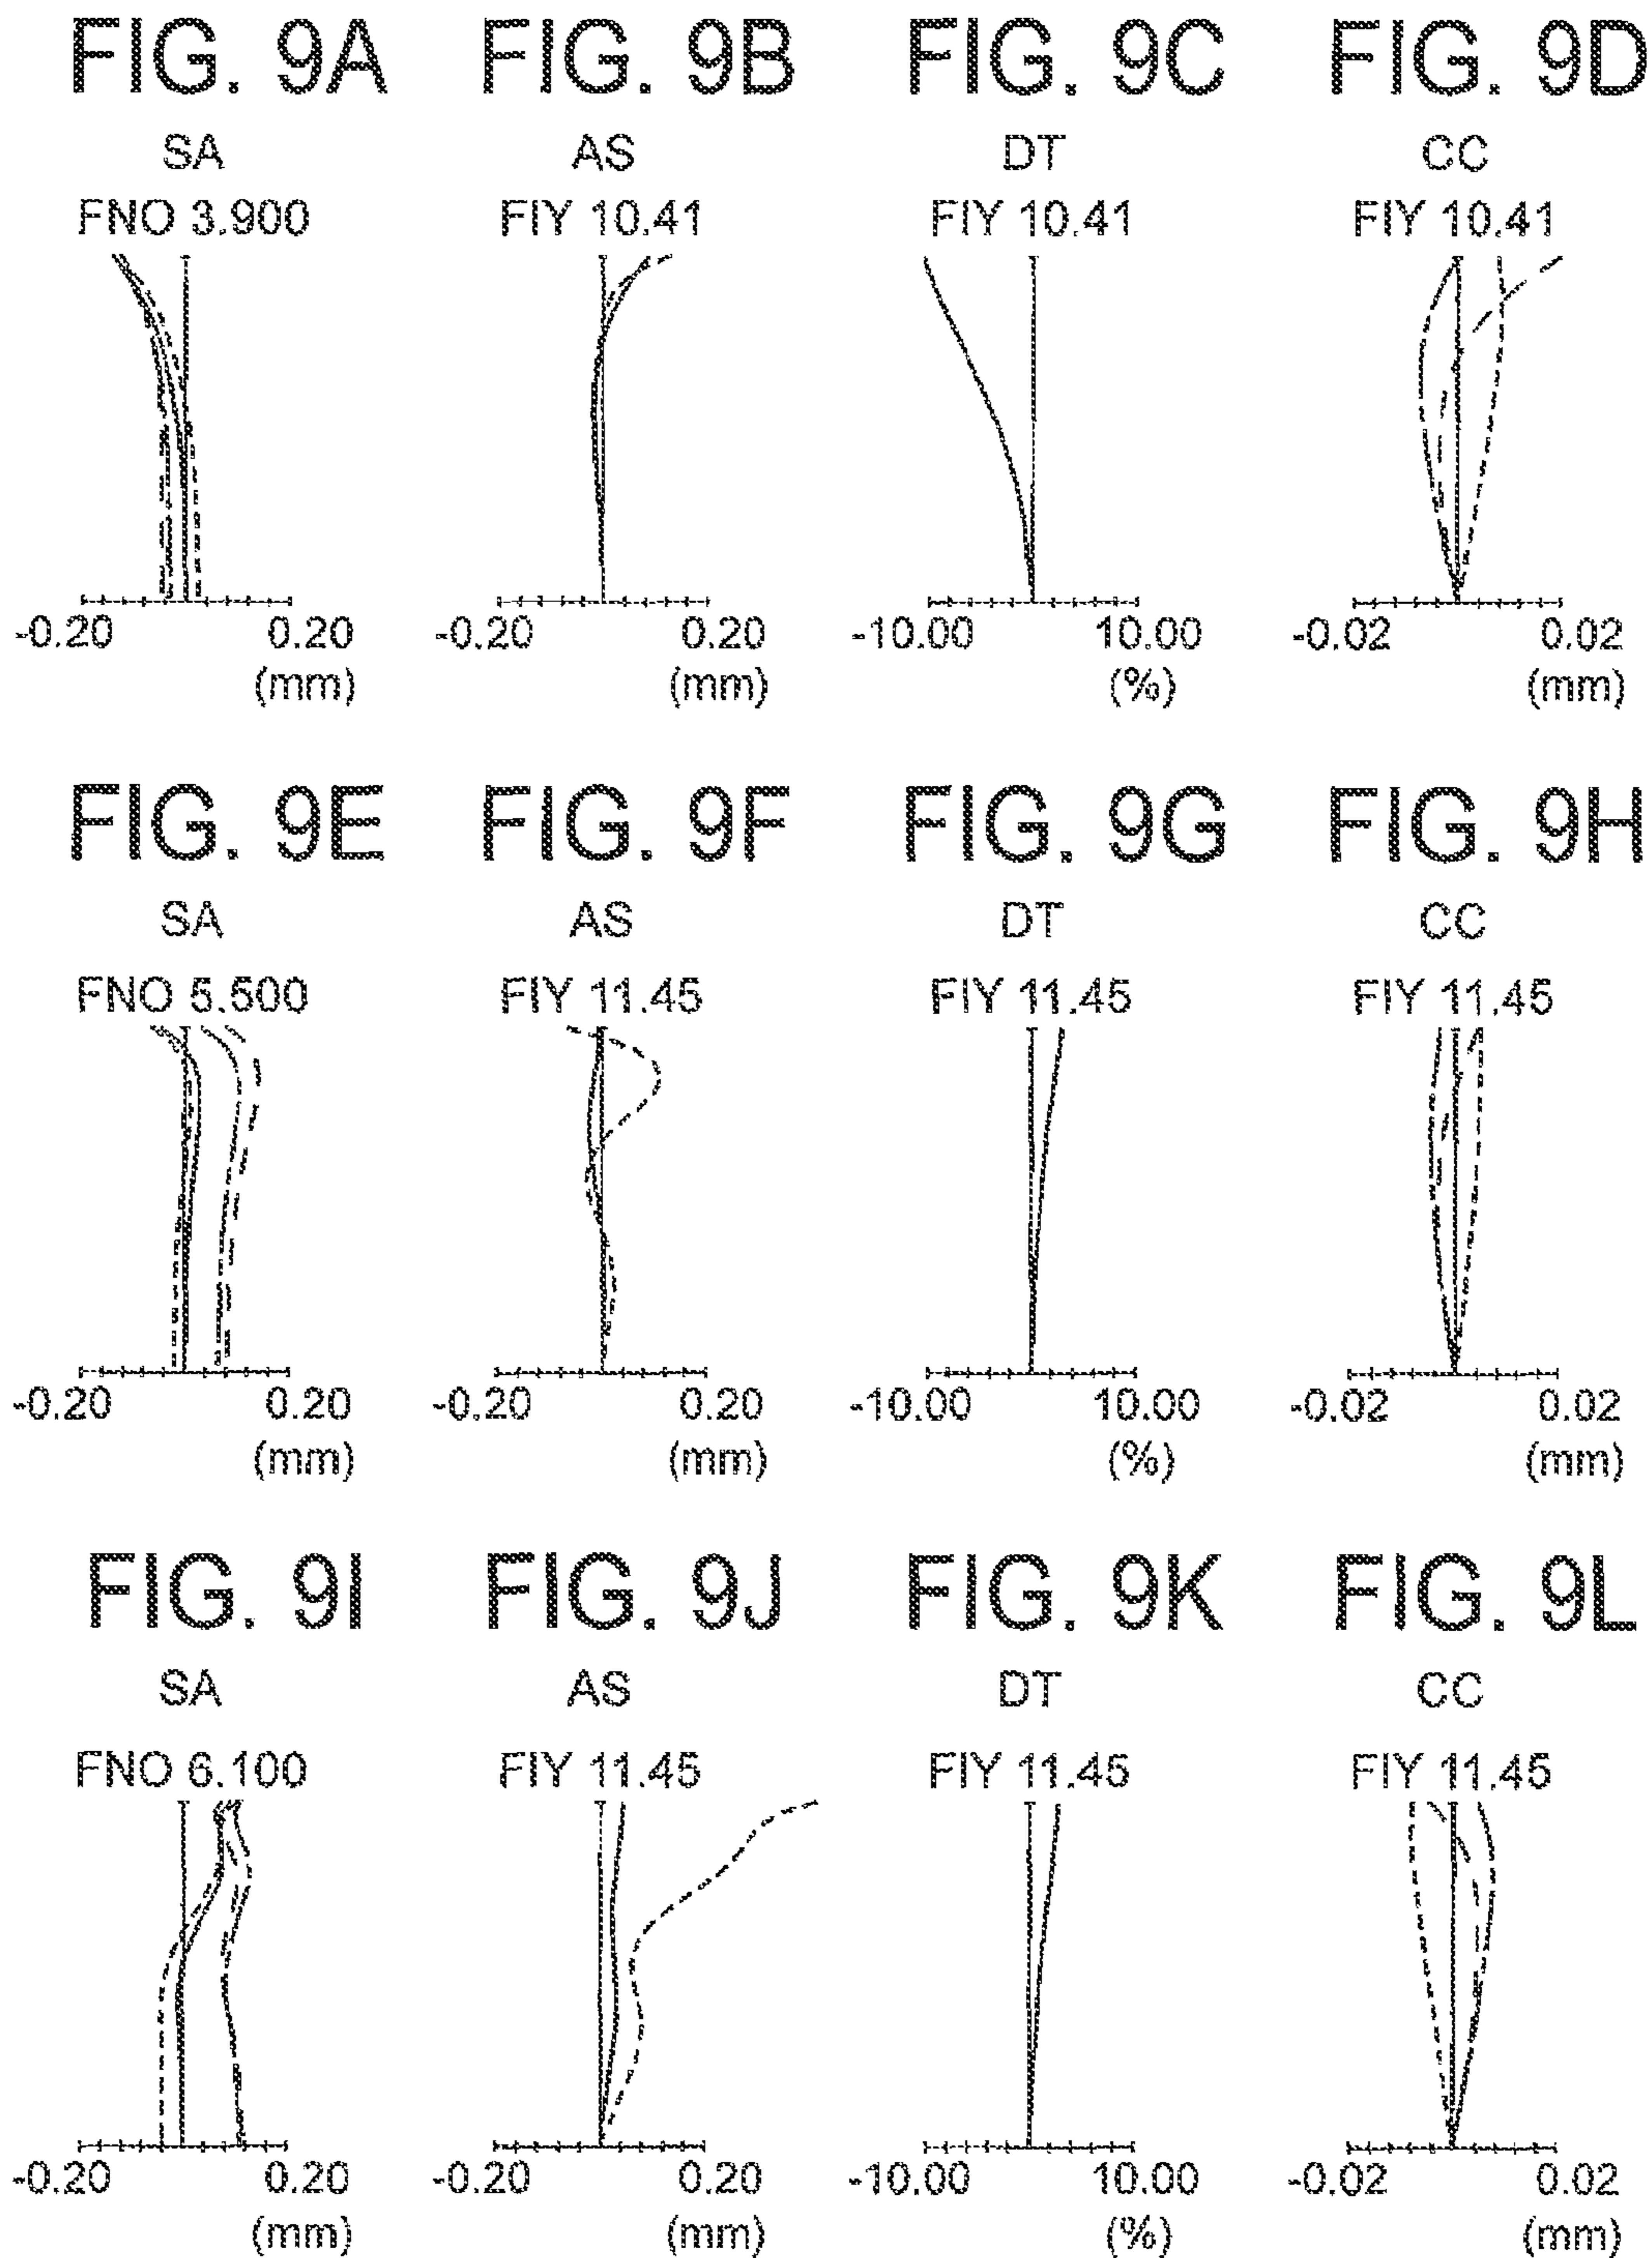 FIG. 9A FIG. 9B FIG. 9C FIG. 9D
SA AS DT CC
FNO 3.900 FIY 10.41 FIY 10.41 FIY 10.41
-0.20 0.20 -0.20 0.20 -10.00 10.00 -0.02 0.02
(mm) (mm) (%) (mm)
FIG. 9E FIG. 9F FIG. 9G FIG. 9H
SA AS DT CC
FNO 5.500 FIY 11.45 FIY 11.45 FIY 11.45
-0.20 0.20 -0.20 0.20 -10.00 10.00 -0.02 0.02
(mm) (mm) (%) (mm)
FIG. 9I FIG. 9J FIG. 9K FIG. 9L
SA AS DT CC
FNO 6.100 FIY 11.45 FIY 11.45 FIY 11.45
-0.20 0.20 -0.20 0.20 -10.00 10.00 -0.02 0.02
(mm) (mm) (%) (mm)